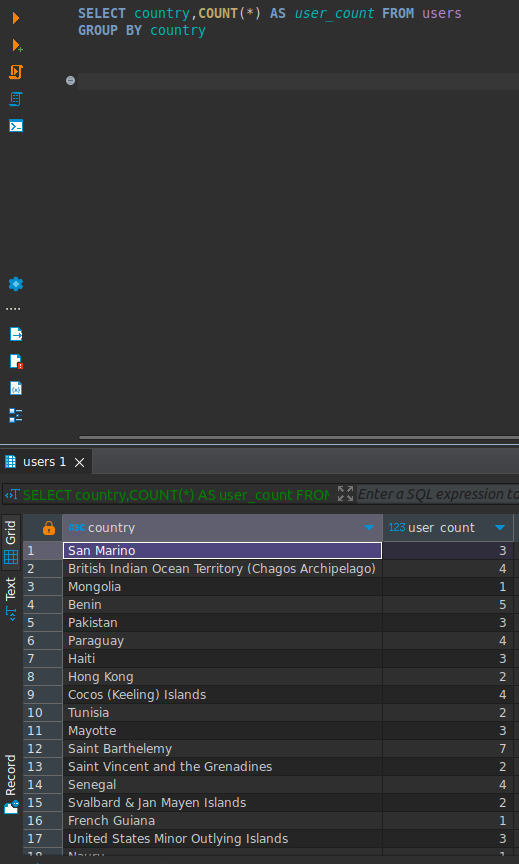 SELECT country,COUNT(*) AS user_count FROM users
GROUP BY country
users 1
SELECT country,COUNT(*) AS user_count FROM
Enter a SQL expression to
Grid
Text
Record
ABC country 123 user_count
1 San Marino 3
2 British Indian Ocean Territory (Chagos Archipelago) 4
3 Mongolia 1
4 Benin 5
5 Pakistan 3
6 Paraguay 4
7 Haiti 3
8 Hong Kong 2
9 Cocos (Keeling) Islands 4
10 Tunisia 2
11 Mayotte 3
12 Saint Barthelemy 7
13 Saint Vincent and the Grenadines 2
14 Senegal 4
15 Svalbard & Jan Mayen Islands 2
16 French Guiana 1
17 United States Minor Outlying Islands 3
18 Nauru 1